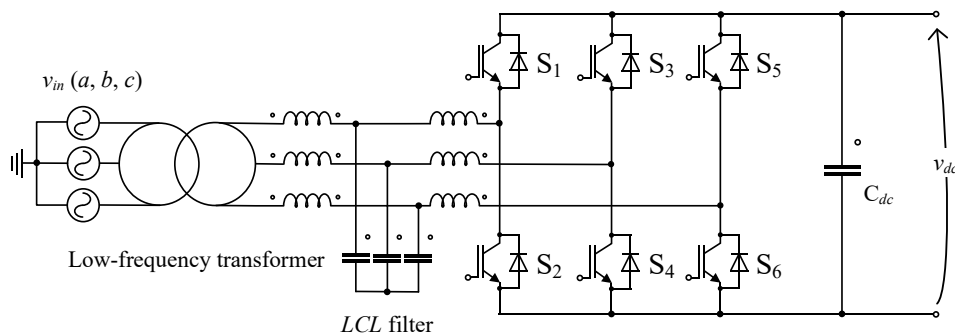 S1 S3 S5
v_in (a, b, c)
v_dc
C_dc
Low-frequency transformer
S2 S4 S6
LCL filter